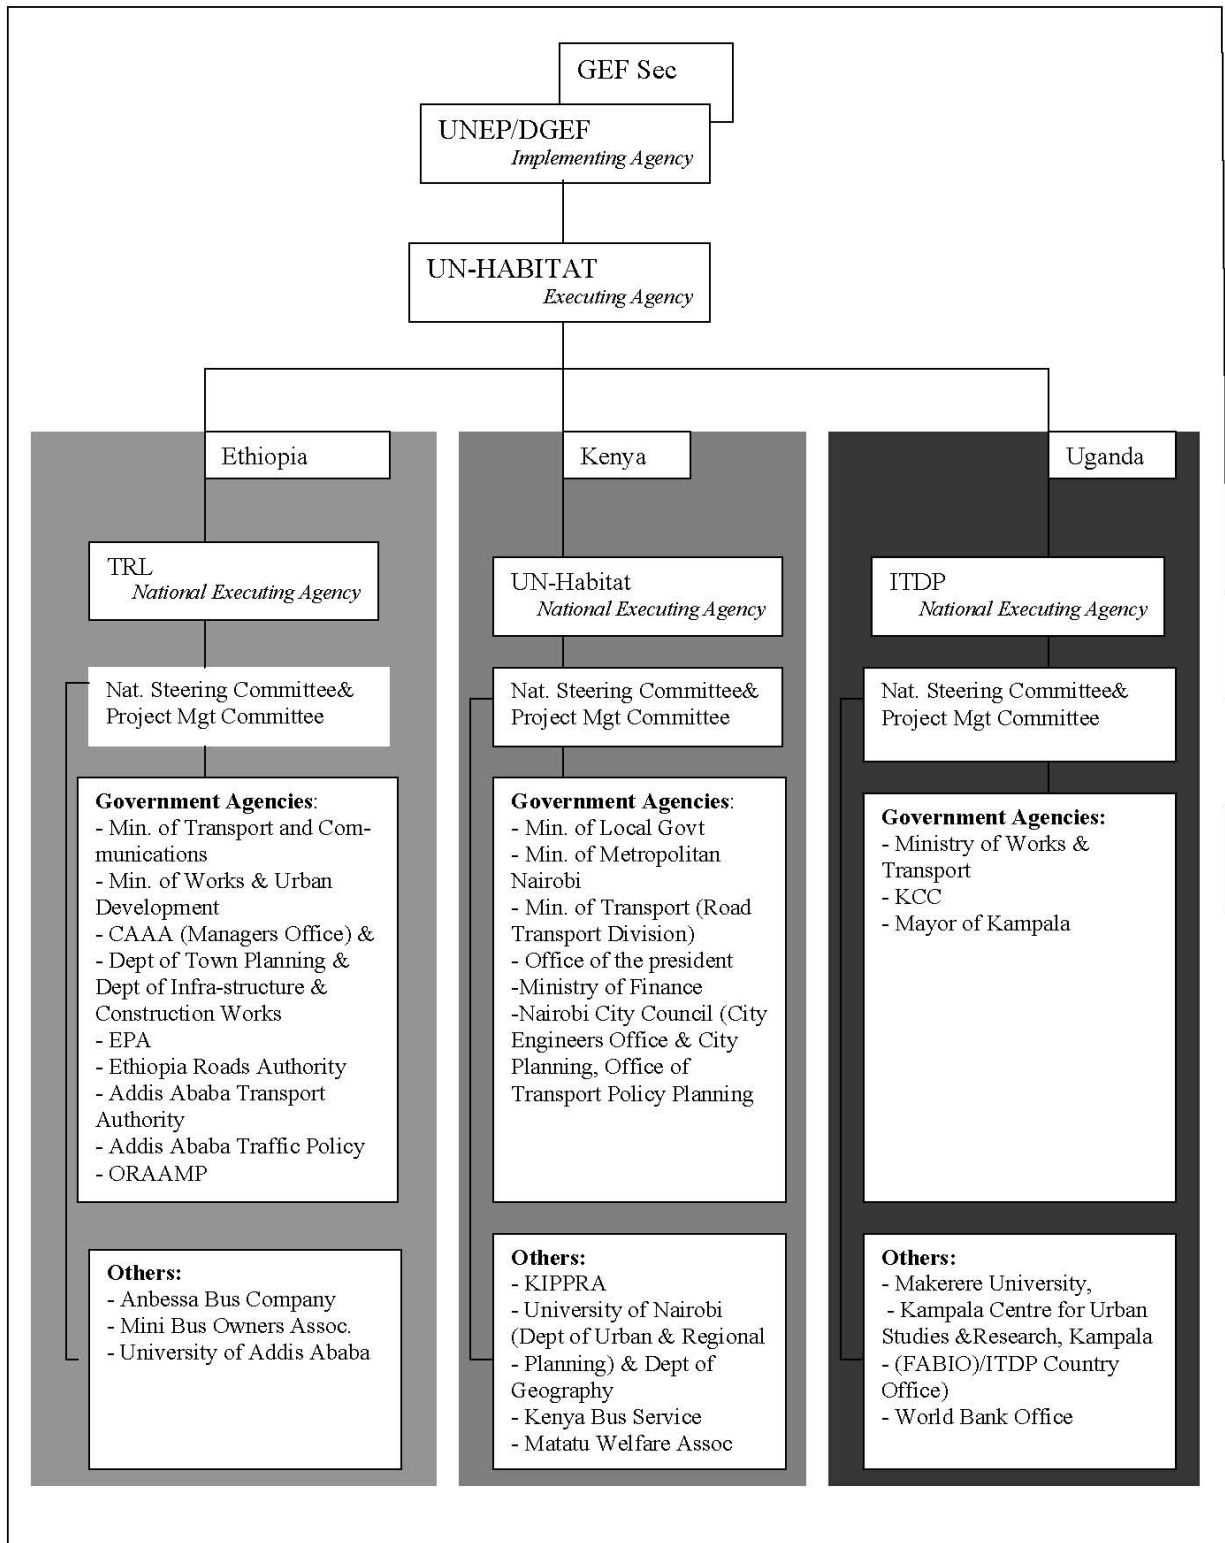 GEF Sec
UNEP/DGEF
Implementing Agency
UN-HABITAT
Executing Agency
Ethiopia
TRL
National Executing Agency
Nat. Steering Committee&
Project Mgt Committee
Government Agencies:
- Min. of Transport and Com-
munications
- Min. of Works & Urban
Development
- CAAA (Managers Office) &
- Dept of Town Planning &
Dept of Infra-structure &
Construction Works
- EPA
- Ethiopia Roads Authority
- Addis Ababa Transport
Authority
- Addis Ababa Traffic Policy
- ORAAMP
Others:
- Anbessa Bus Company
- Mini Bus Owners Assoc.
- University of Addis Ababa
Kenya
UN-Habitat
National Executing Agency
Nat. Steering Committee&
Project Mgt Committee
Government Agencies:
- Min. of Local Govt
- Min. of Metropolitan
Nairobi
- Min. of Transport (Road
Transport Division)
- Office of the president
-Ministry of Finance
-Nairobi City Council (City
Engineers Office & City
Planning, Office of
Transport Policy Planning
Others:
- KIPPRA
- University of Nairobi
(Dept of Urban & Regional
- Planning) & Dept of
Geography
- Kenya Bus Service
- Matatu Welfare Assoc
Uganda
ITDP
National Executing Agency
Nat. Steering Committee&
Project Mgt Committee
Government Agencies:
- Ministry of Works &
Transport
- KCC
- Mayor of Kampala
Others:
- Makerere University,
- Kampala Centre for Urban
Studies &Research, Kampala
- (FABIO)/ITDP Country
Office)
- World Bank Office